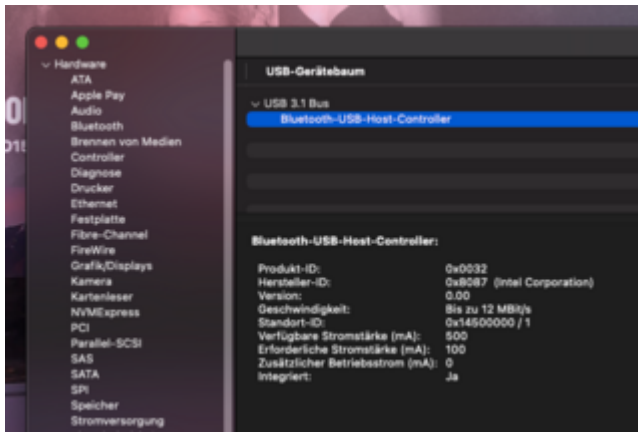 Hardware
ATA
Apple Pay
Audio
Bluetooth
Brennen von Medien
Controller
Diagnose
Drucker
Ethernet
Festplatte
Fibre-Channel
FireWire
Grafik/Displays
Kamera
Kartenleser
NVMExpress
PCI
Parallel-SCSI
SAS
SATA
SPI
Speicher
Stromversorgung
USB-Gerätebaum
USB 3.1 Bus
Bluetooth-USB-Host-Controller
Bluetooth-USB-Host-Controller:
Produkt-ID: 0x0032
Hersteller-ID: 0x8087 (Intel Corporation)
Version: 0.00
Geschwindigkeit: Bis zu 12 MBit/s
Standort-ID: 0x14500000 / 1
Verfügbare Stromstärke (mA): 500
Erforderliche Stromstärke (mA): 100
Zusätzlicher Betriebsstrom (mA): 0
Integriert: Ja